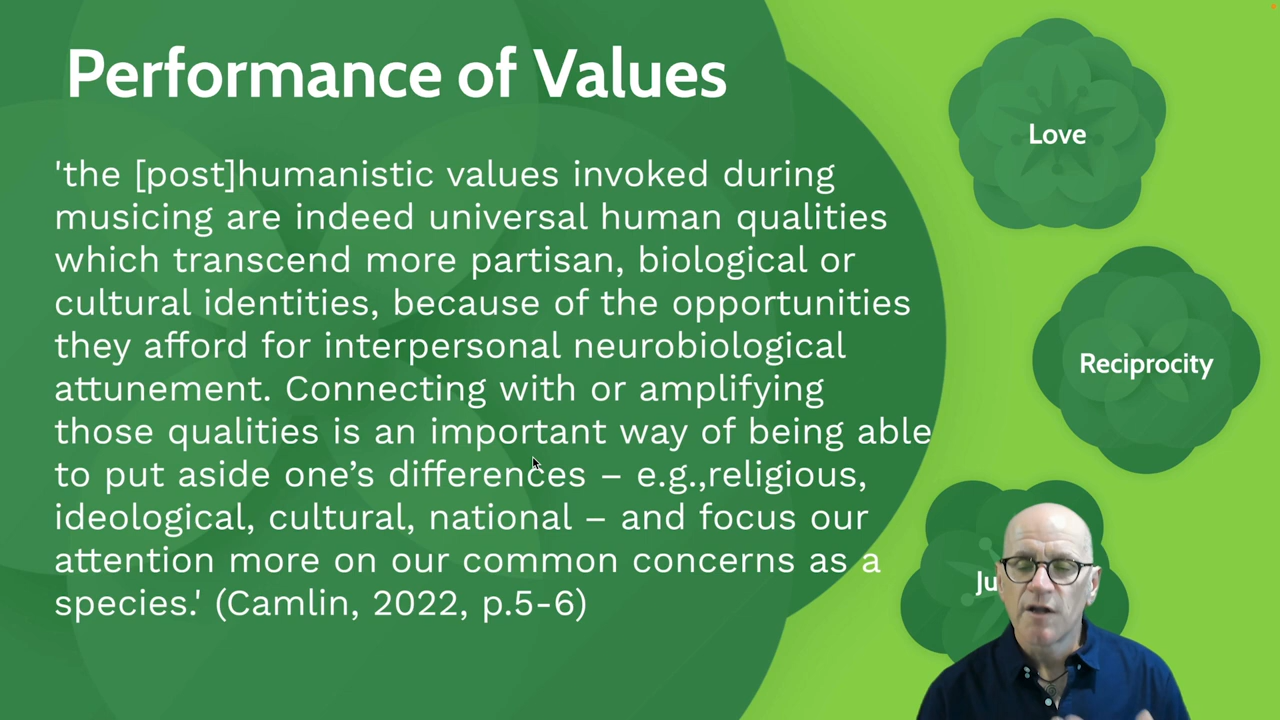 Performance of Values
'the [post]humanistic values invoked during
musicing are indeed universal human qualities
which transcend more partisan, biological or
cultural identities, because of the opportunities
they afford for interpersonal neurobiological
attunement. Connecting with or amplifying
those qualities is an important way of being able
to put aside one’s differences – e.g.,religious,
ideological, cultural, national – and focus our
attention more on our common concerns as a
species.' (Camlin, 2022, p.5-6)
Love
Reciprocity